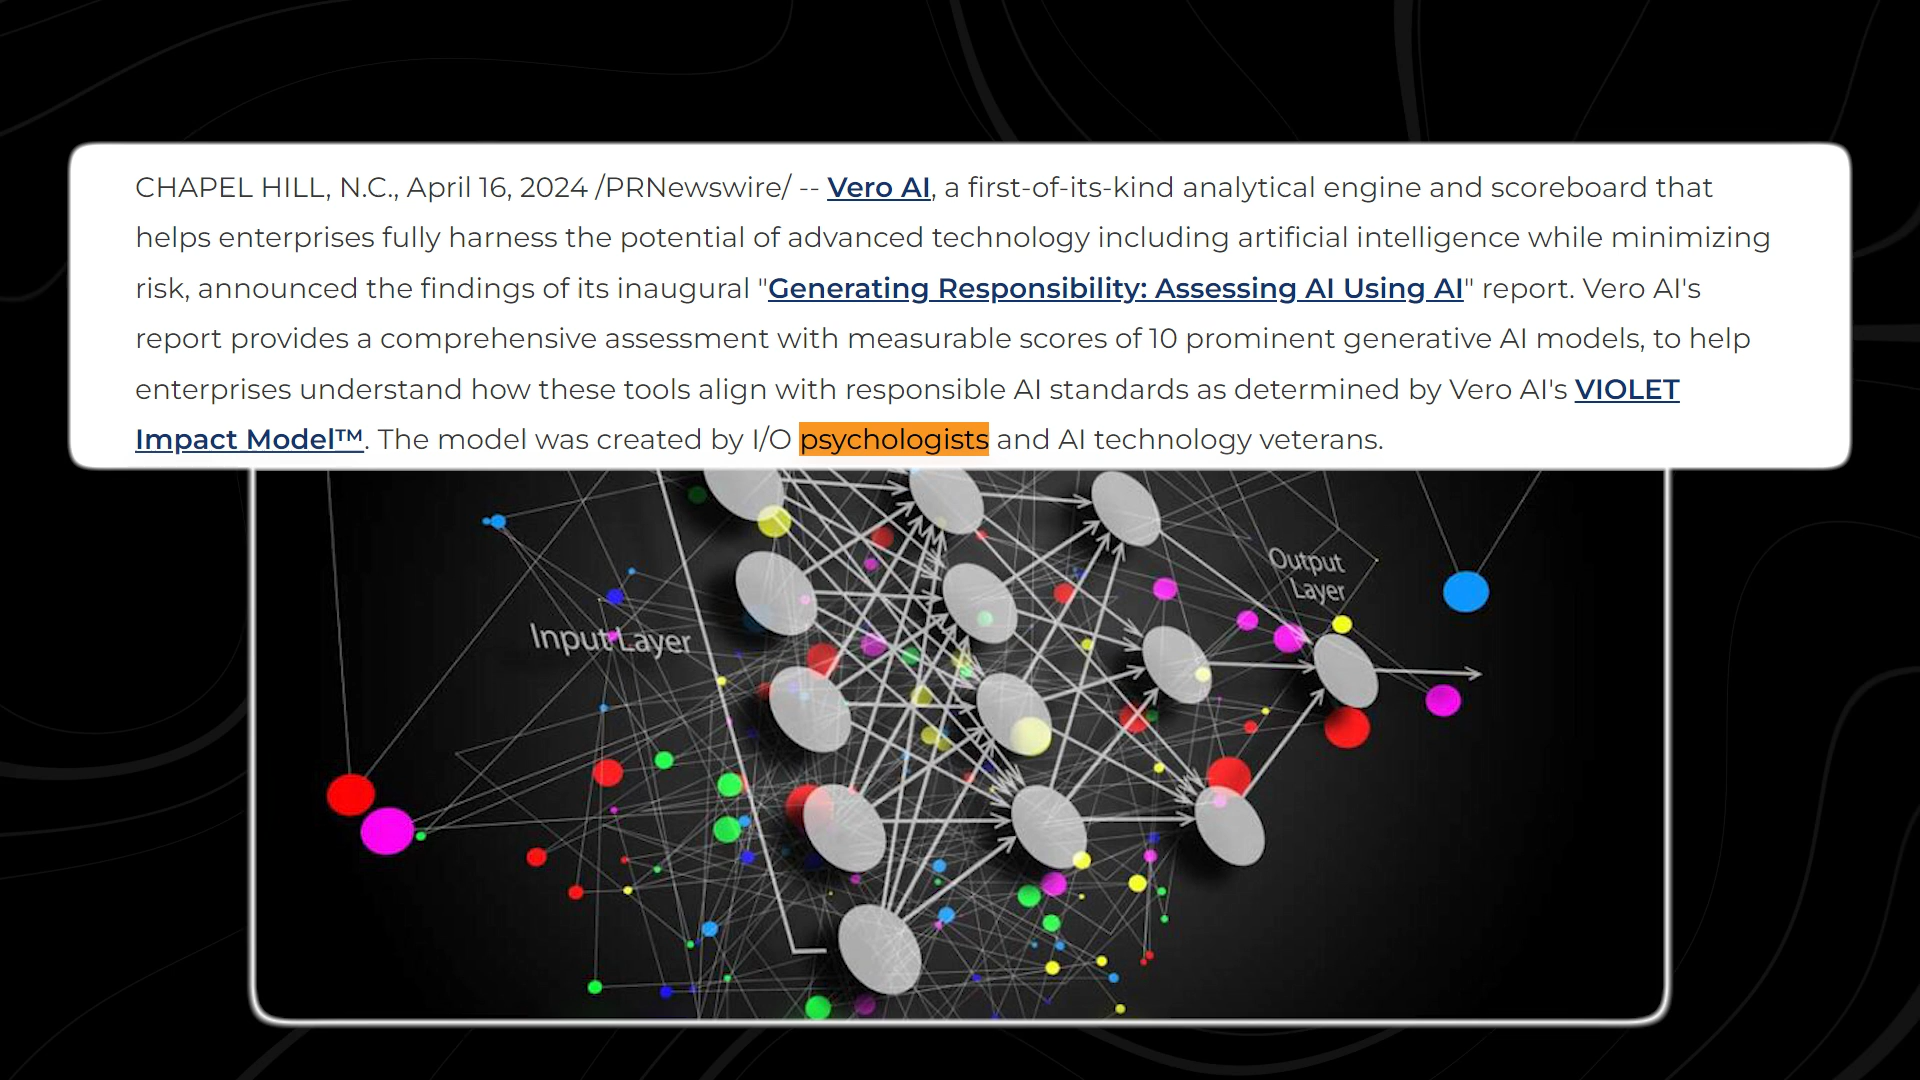 CHAPEL HILL, N.C., April 16, 2024 /PRNewswire/ -- Vero AI, a first-of-its-kind analytical engine and scoreboard that
helps enterprises fully harness the potential of advanced technology including artificial intelligence while minimizing
risk, announced the findings of its inaugural "Generating Responsibility: Assessing AI Using AI" report. Vero AI's
report provides a comprehensive assessment with measurable scores of 10 prominent generative AI models, to help
enterprises understand how these tools align with responsible AI standards as determined by Vero AI's VIOLET
Impact Model™. The model was created by I/O psychologists and AI technology veterans.
Input Layer
Output
Layer